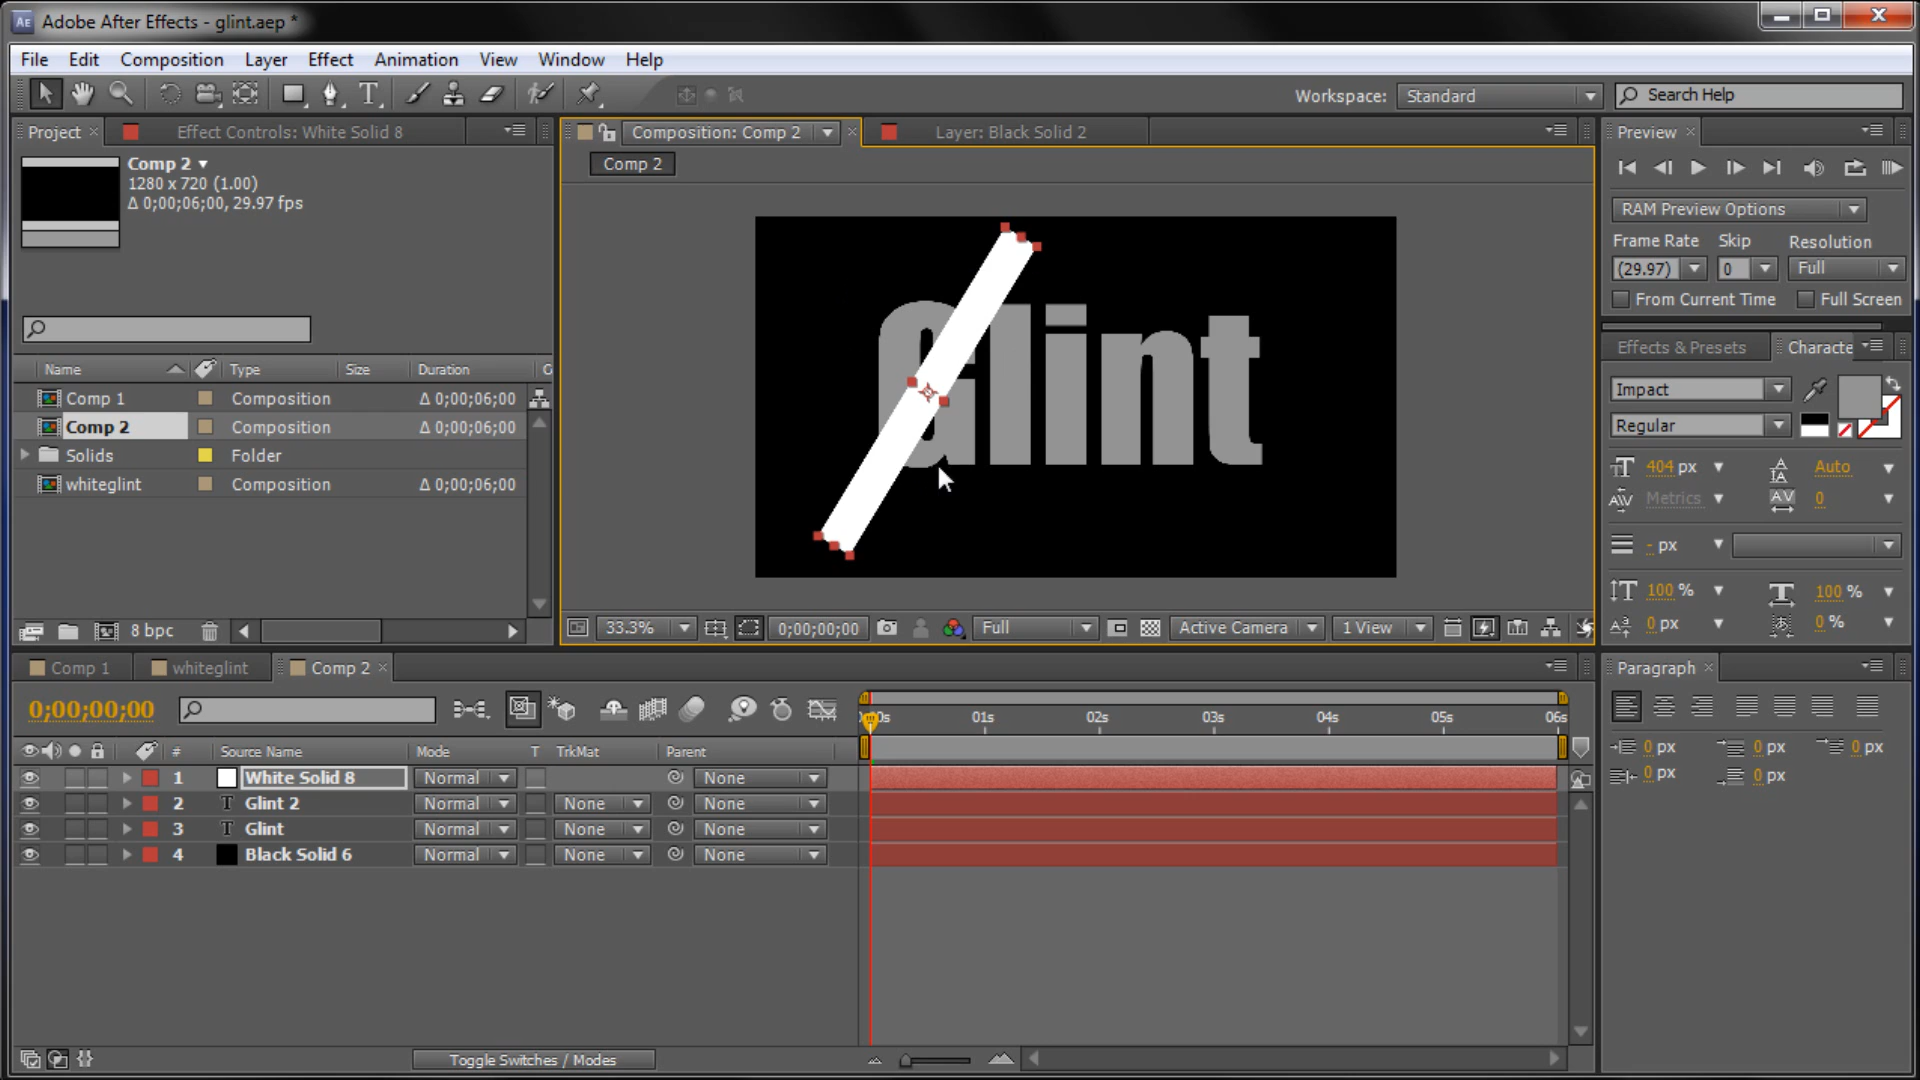 Ae Adobe After Effects - glint.aep *
File Edit Composition Layer Effect Animation View Window Help
T Workspace: Standard Search Help
Project Effect Controls: White Solid 8 Composition: Comp 2 Layer: Black Solid 2 Preview
Comp 2
1280 x 720 (1.00)
Δ 0;00;06;00, 29.97 fps
Comp 2
RAM Preview Options
Frame Rate Skip Resolution
(29.97) 0 Full
From Current Time Full Screen
Glint
Effects & Presets Characte
Name Type Size Duration
Comp 1 Composition Δ 0;00;06;00
Comp 2 Composition Δ 0;00;06;00
Solids Folder
whiteglint Composition Δ 0;00;06;00
Impact
Regular
404 px Auto
Metrics 0
- px
100 % 100 %
0 px 0 %
8 bpc
33.3% 0;00;00;00 Full Active Camera 1 View
Comp 1 whiteglint Comp 2
Paragraph
0;00;00;00
01s 02s 03s 04s 05s 06s
# Source Name Mode T TrkMat Parent
1 White Solid 8 Normal None
2 T Glint 2 Normal None None
3 T Glint Normal None None
4 Black Solid 6 Normal None None
0 px 0 px 0 px
0 px 0 px
Toggle Switches / Modes